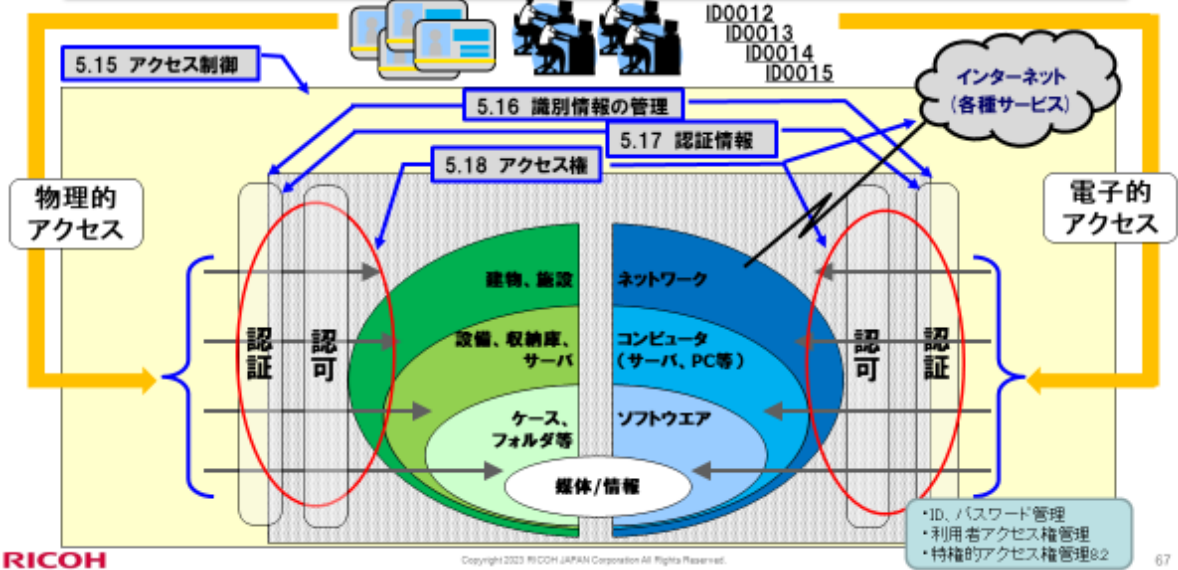 ID0012
ID0013
ID0014
ID0015
5.15 アクセス制御
インターネット
(各種サービス)
5.16 識別情報の管理
5.17 認証情報
5.18 アクセス権
物理的
アクセス
電子的
アクセス
建物、施設
ネットワーク
設備、収納庫、
サーバ
コンピュータ
(サーバ、PC等)
認証
認可
認可
認証
ケース、
フォルダ等
ソフトウエア
媒体/情報
・ID、パスワード管理
・利用者アクセス権管理
・特権的アクセス権管理8.2
RICOH
Copyright 2023 RICOH JAPAN Corporation All Rights Reserved.
67